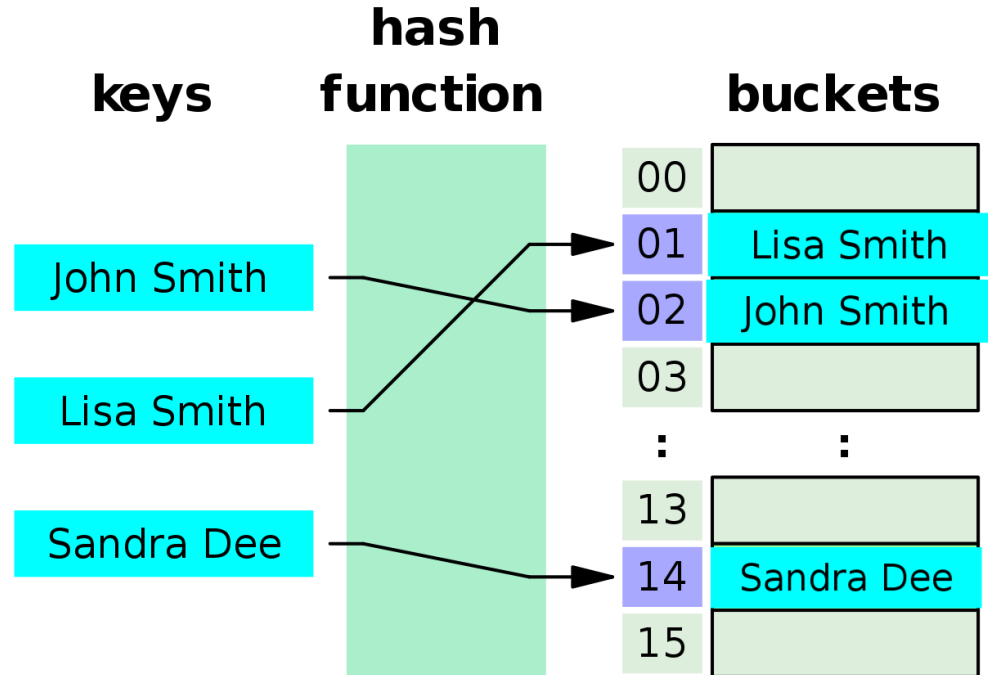 hash
keys function buckets
00
01 Lisa Smith
John Smith
02 John Smith
03
Lisa Smith
: :
13
Sandra Dee
14 Sandra Dee
15